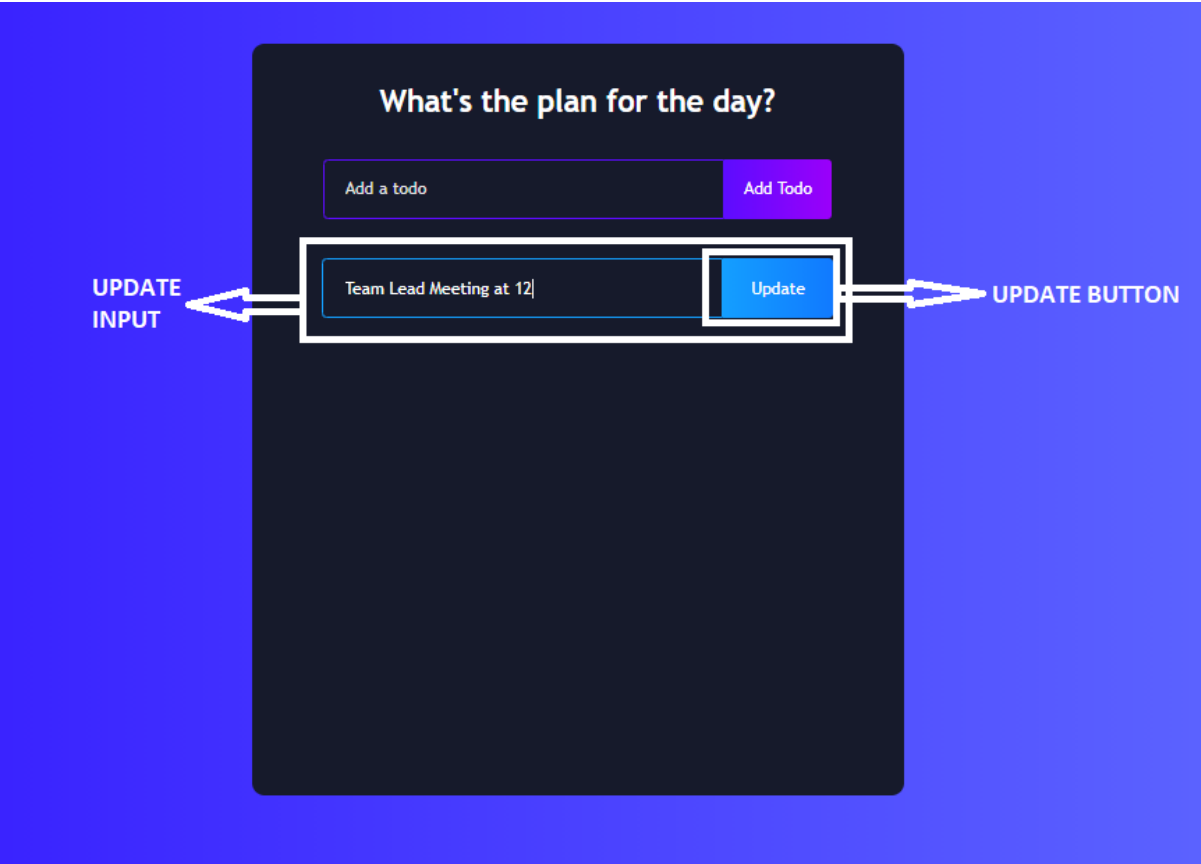 What's the plan for the day?
Add a todo
Add Todo
UPDATE
INPUT
Team Lead Meeting at 12
Update
UPDATE BUTTON